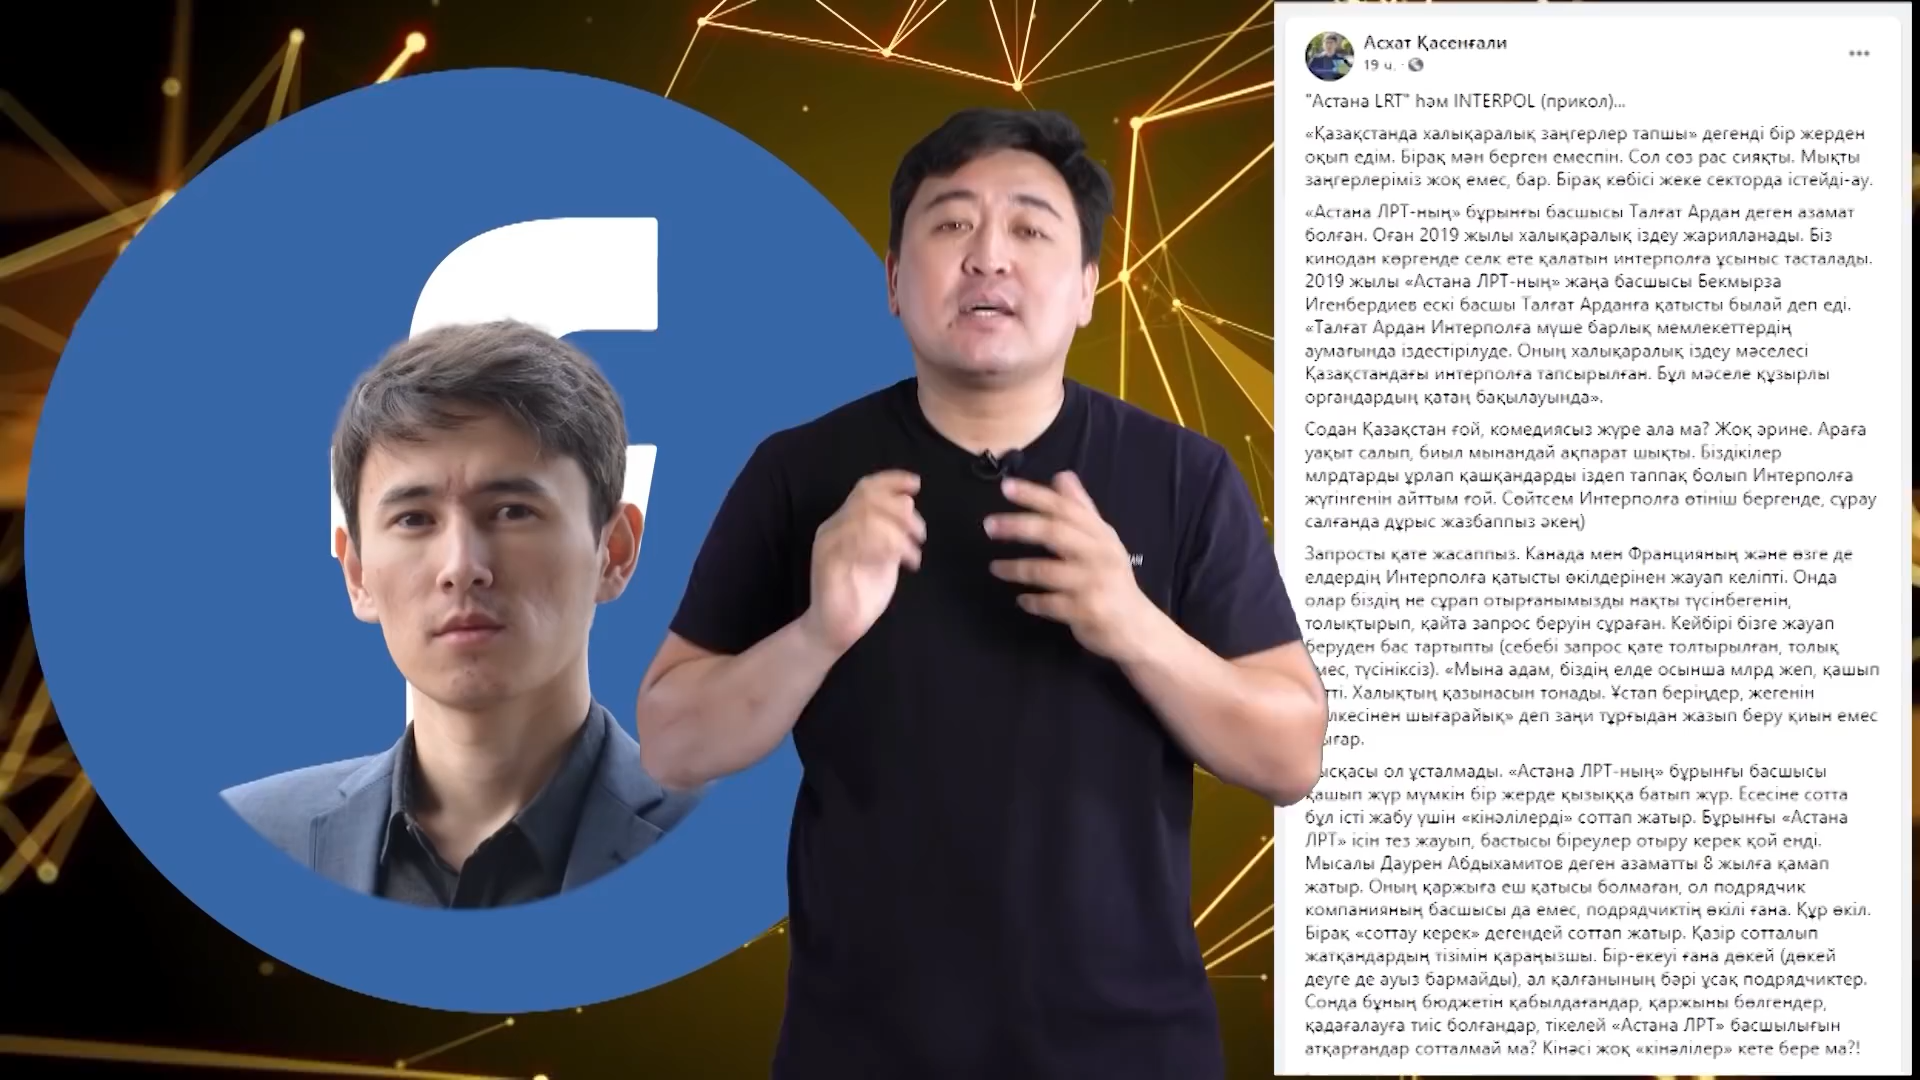 Асхат Қасенғали
19 ч. ·
"Астана LRT" һәм INTERPOL (прикол)...
«Қазақстанда халықаралық заңгерлер тапшы» дегенді бір жерден
оқып едім. Бірақ мән берген емеспін. Сол сөз рас сияқты. Мықты
заңгерлеріміз жоқ емес, бар. Бірақ көбісі жеке секторда істейді-ау.
«Астана ЛРТ-ның» бұрынғы басшысы Талғат Ардан деген азамат
болған. Оған 2019 жылы халықаралық іздеу жарияланады. Біз
кинодан көргенде селк ете қалатын интерполға ұсыныс тасталады.
2019 жылы «Астана ЛРТ-ның» жаңа басшысы Бекмырза
Игенбердиев ескі басшы Талғат Арданға қатысты былай деп еді.
«Талғат Ардан Интерполға мүше барлық мемлекеттердің
аумағында іздестірілуде. Оның халықаралық іздеу мәселесі
Қазақстандағы интерполға тапсырылған. Бұл мәселе құзырлы
органдардың қатаң бақылауында».
Содан Қазақстан ғой, комедиясыз жүре ала ма? Жоқ әрине. Араға
уақыт салып, биыл мынандай ақпарат шықты. Біздікілер
млрдтарды ұрлап қашқандарды іздеп таппақ болып Интерполға
жүгінгенін айттым ғой. Сөйтсем Интерполға өтініш бергенде, сұрау
салғанда дұрыс жазбаппыз әкең)
Запросты қате жасаппыз. Канада мен Францияның және өзге де
елдердің Интерполға қатысты өкілдерінен жауап келіпті. Онда
олар біздің не сұрап отырғанымызды нақты түсінбегенін,
толықтырып, қайта запрос беруін сұраған. Кейбірі бізге жауап
беруден бас тартыпты (себебі запрос қате толтырылған, толық
мес, түсініксіз). «Мына адам, біздің елде осынша млрд жеп, қашып
тті. Халықтың қазынасын тонады. Ұстап беріңдер, жегенін
лкесінен шығарайық» деп заңи тұрғыдан жазып беру қиын емес
ығар.
ысқасы ол ұсталмады. «Астана ЛРТ-ның» бұрынғы басшысы
қашып жүр мүмкін бір жерде қызыққа батып жүр. Есесіне сотта
бұл істі жабу үшін «кінәлілерді» соттап жатыр. Бұрынғы «Астана
ЛРТ» ісін тез жауып, бастысы біреулер отыру керек қой енді.
Мысалы Даурен Абдыхамитов деген азаматты 8 жылға қамап
жатыр. Оның қаржыға еш қатысы болмаған, ол подрядчик
компанияның басшысы да емес, подрядчиктің өкілі ғана. Құр өкіл.
Бірақ «соттау керек» дегендей соттап жатыр. Қазір сотталып
жатқандардың тізімін қараңызшы. Бір-екеуі ғана дөкей (дөкей
деуге де ауыз бармайды), ал қалғанының бәрі ұсақ подрядчиктер.
Сонда бұның бюджетін қабылдағандар, қаржыны бөлгендер,
қадағалауға тиіс болғандар, тікелей «Астана ЛРТ» басшылығын
атқарғандар сотталмай ма? Кінәсі жоқ «кінәлілер» кете бере ма?!